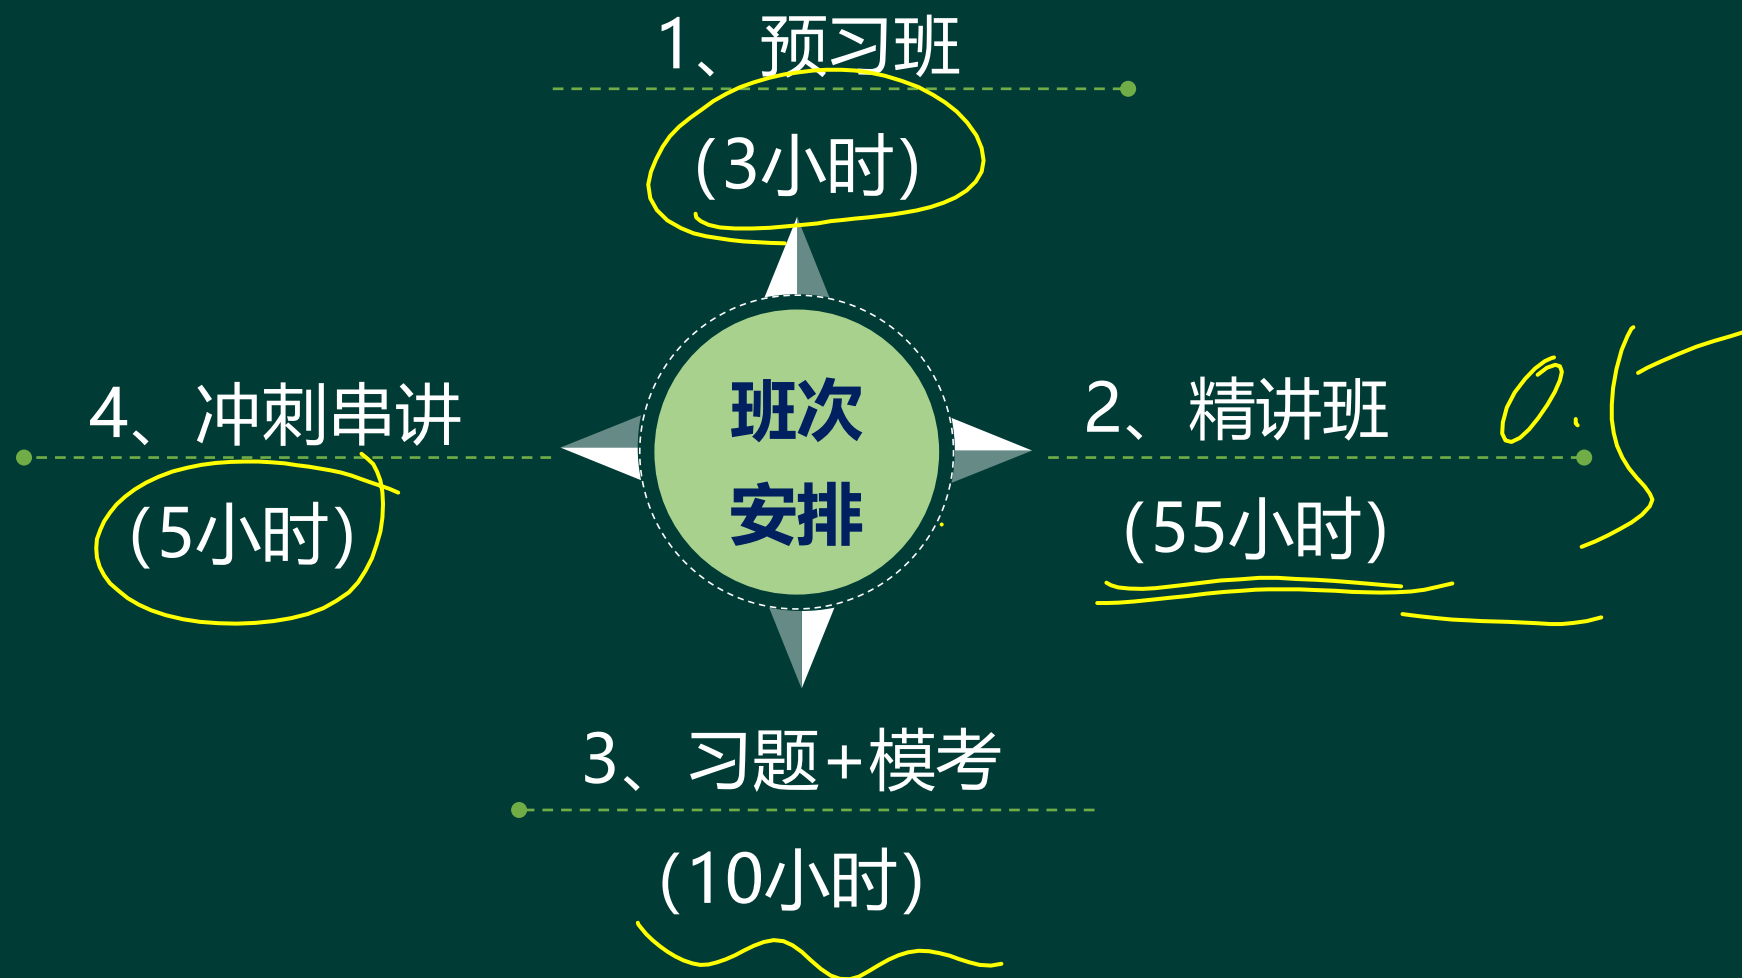 1、预习班
(3小时)
4、冲刺串讲
(5小时)
班次
安排
2、精讲班
(55小时)
3、习题+模考
(10小时)